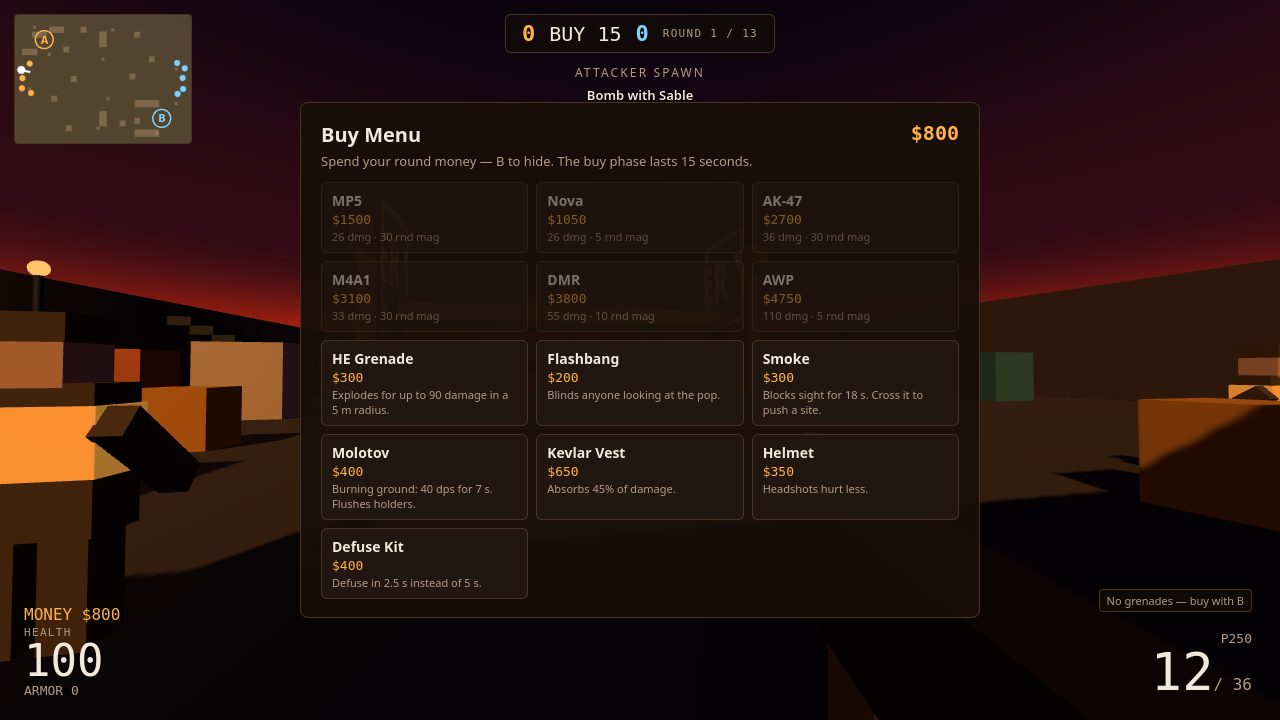 A
B
0 BUY 15 0 ROUND 1 / 13
ATTACKER SPAWN
Bomb with Sable
Buy Menu
$800
Spend your round money — B to hide. The buy phase lasts 15 seconds.
MP5
$1500
26 dmg · 30 rnd mag
Nova
$1050
26 dmg · 5 rnd mag
AK-47
$2700
36 dmg · 30 rnd mag
M4A1
$3100
33 dmg · 30 rnd mag
DMR
$3800
55 dmg · 10 rnd mag
AWP
$4750
110 dmg · 5 rnd mag
HE Grenade
$300
Explodes for up to 90 damage in a
5 m radius.
Flashbang
$200
Blinds anyone looking at the pop.
Smoke
$300
Blocks sight for 18 s. Cross it to
push a site.
Molotov
$400
Burning ground: 40 dps for 7 s.
Flushes holders.
Kevlar Vest
$650
Absorbs 45% of damage.
Helmet
$350
Headshots hurt less.
Defuse Kit
$400
Defuse in 2.5 s instead of 5 s.
MONEY $800
HEALTH
100
ARMOR 0
No grenades — buy with B
P250
12 / 36